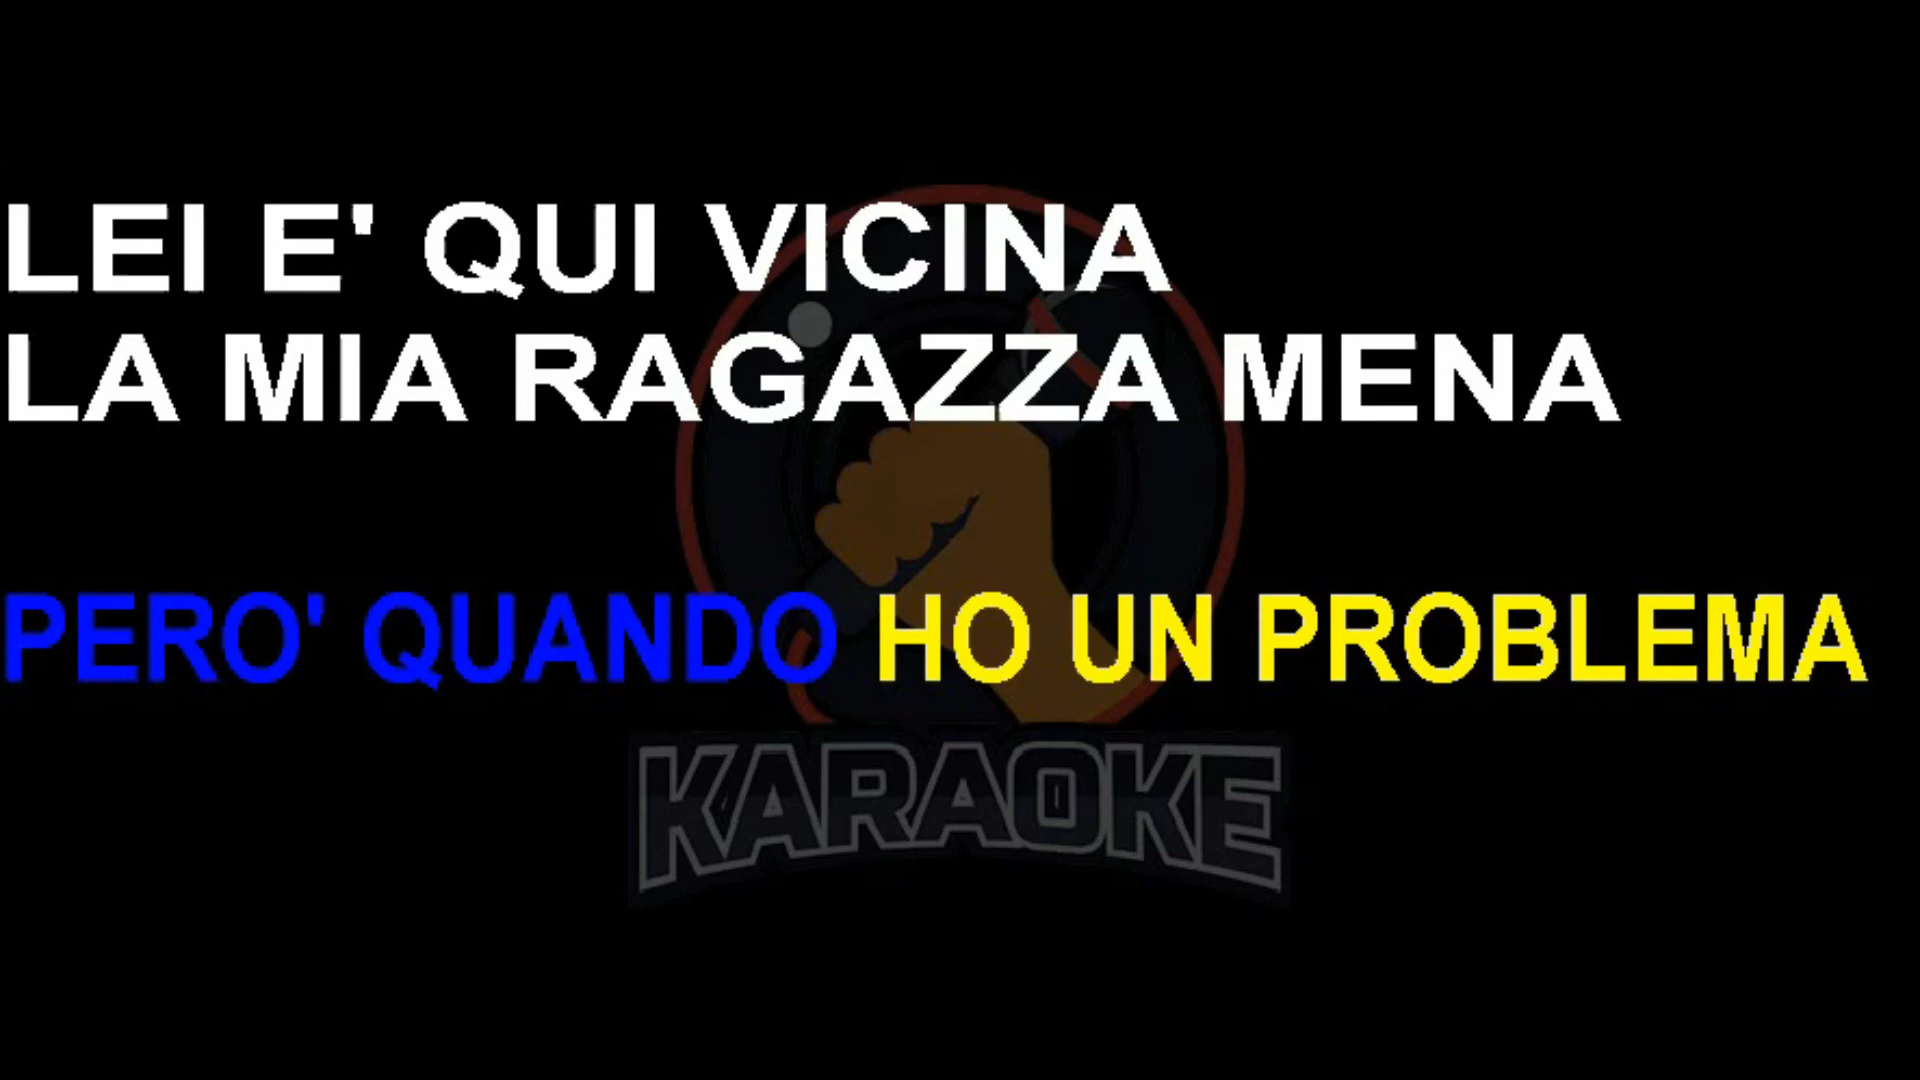 LEI E' QUI VICINA
LA MIA RAGAZZA MENA
PERO' QUANDO HO UN PROBLEMA
KARAOKE